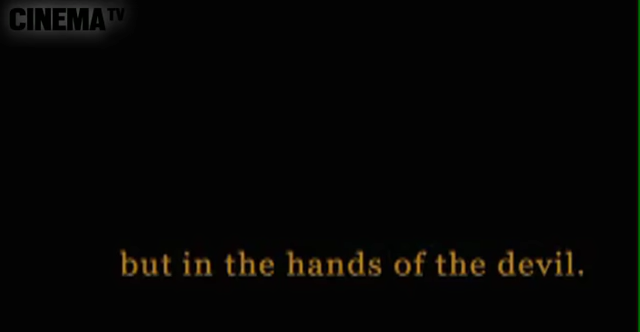 CINEMA TV
but in the hands of the devil.